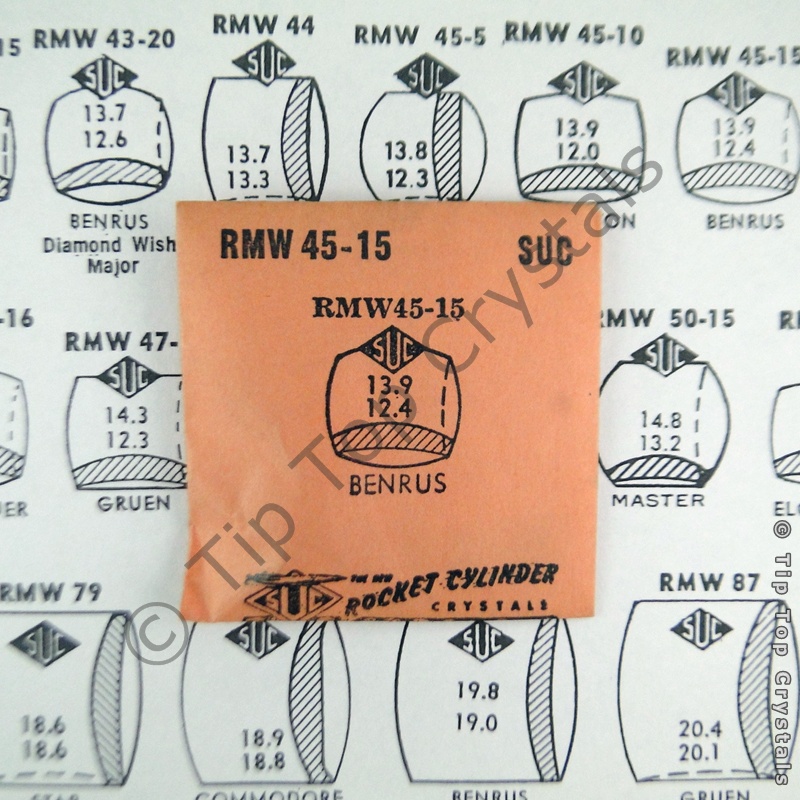 15 RMW 43-20 RMW 44 RMW 45-5 RMW 45-10 RMW 45-15
SUC SUC SUC SUC SUC
13.7 12.6
13.7 13.3
13.8 12.3
13.9 12.0
13.9 12.4
BENRUS
Diamond Wish
Major
ON
BENRUS
RMW 45-15 SUC
RMW45-15
SUC
13.9
12.4
BENRUS
THE NEW
ROCKET CYLINDER
CRYSTALS
SUC
-16 RMW 47- RMW 50-15
SUC SUC
14.3 12.3
14.8 13.2
GRUEN
MASTER
RMW 79 RMW 87
SUC SUC SUC SUC
18.6 18.6
18.9 18.8
19.8 19.0
20.4 20.1
STAR COMMODORE BENRUS GRUEN
© Tip Top Crystals
© Tip Top Crystals